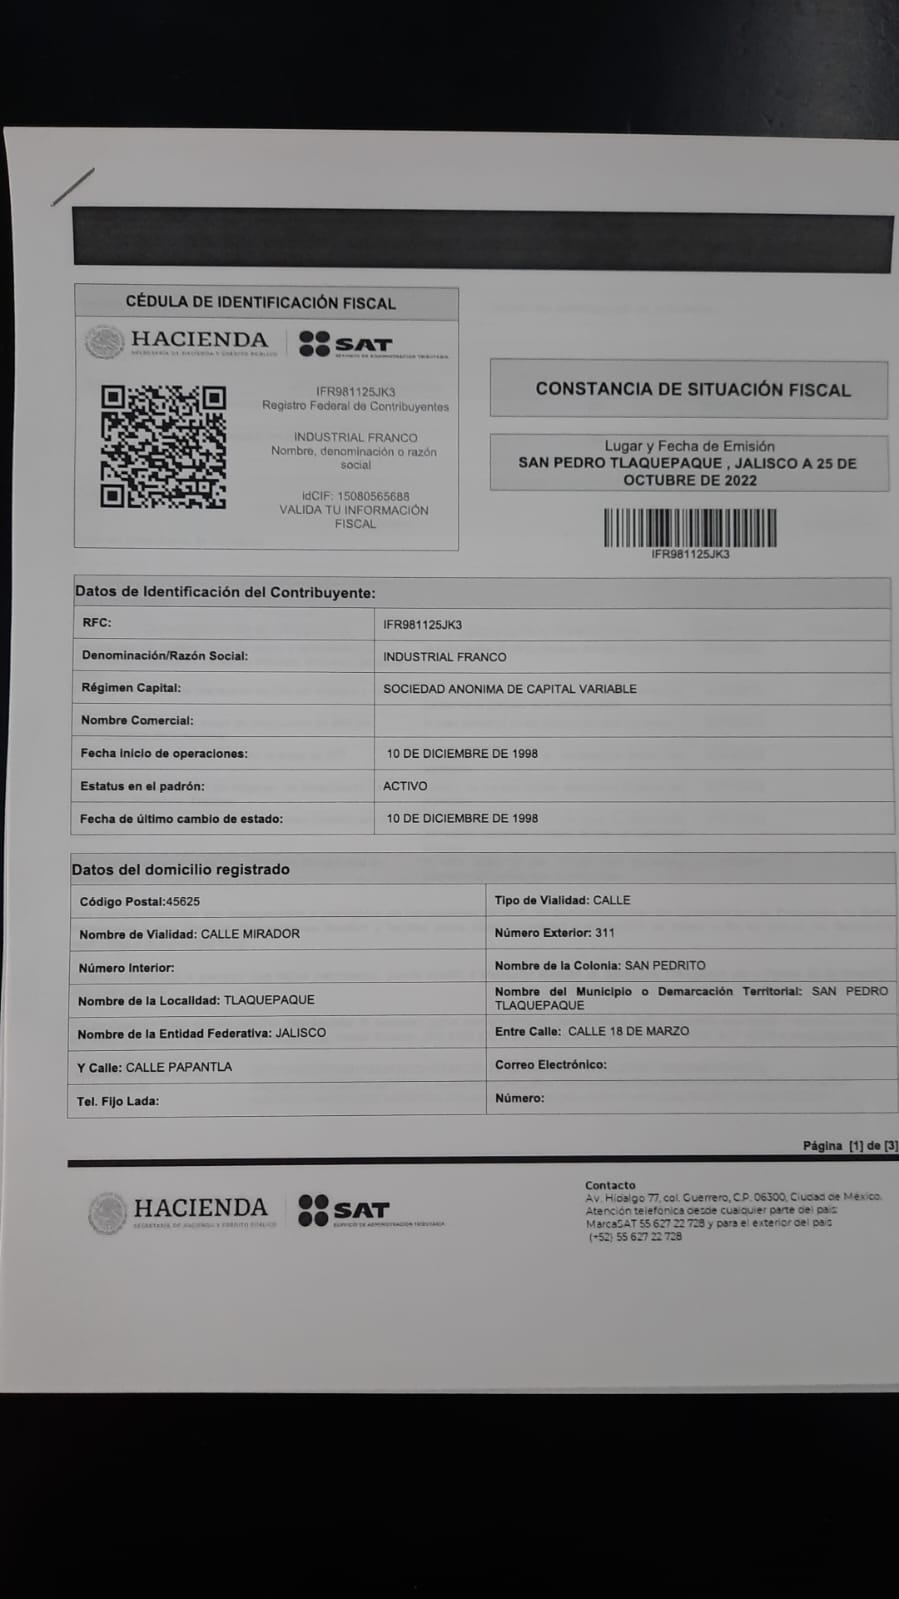 CÉDULA DE IDENTIFICACIÓN FISCAL
HACIENDA
SECRETARÍA DE HACIENDA Y CRÉDITO PÚBLICO
SAT
SERVICIO DE ADMINISTRACIÓN TRIBUTARIA
IFR981125JK3
Registro Federal de Contribuyentes
INDUSTRIAL FRANCO
Nombre, denominación o razón
social
idCIF: 15080565688
VALIDA TU INFORMACIÓN
FISCAL
CONSTANCIA DE SITUACIÓN FISCAL
Lugar y Fecha de Emisión
SAN PEDRO TLAQUEPAQUE , JALISCO A 25 DE
OCTUBRE DE 2022
IFR981125JK3
Datos de Identificación del Contribuyente:
RFC: IFR981125JK3
Denominación/Razón Social: INDUSTRIAL FRANCO
Régimen Capital: SOCIEDAD ANONIMA DE CAPITAL VARIABLE
Nombre Comercial:
Fecha inicio de operaciones: 10 DE DICIEMBRE DE 1998
Estatus en el padrón: ACTIVO
Fecha de último cambio de estado: 10 DE DICIEMBRE DE 1998
Datos del domicilio registrado
Código Postal:45625 Tipo de Vialidad: CALLE
Nombre de Vialidad: CALLE MIRADOR Número Exterior: 311
Número Interior: Nombre de la Colonia: SAN PEDRITO
Nombre de la Localidad: TLAQUEPAQUE Nombre del Municipio o Demarcación Territorial: SAN PEDRO
TLAQUEPAQUE
Nombre de la Entidad Federativa: JALISCO Entre Calle: CALLE 18 DE MARZO
Y Calle: CALLE PAPANTLA Correo Electrónico:
Tel. Fijo Lada: Número:
Página [1] de [3]
HACIENDA
SECRETARÍA DE HACIENDA Y CRÉDITO PÚBLICO
SAT
SERVICIO DE ADMINISTRACIÓN TRIBUTARIA
Contacto
Av. Hidalgo 77, col. Guerrero, C.P. 06300, Ciudad de México.
Atención telefónica desde cualquier parte del país
MarcaSAT 55 627 22 728 y para el exterior del país
(+52) 55 627 22 728